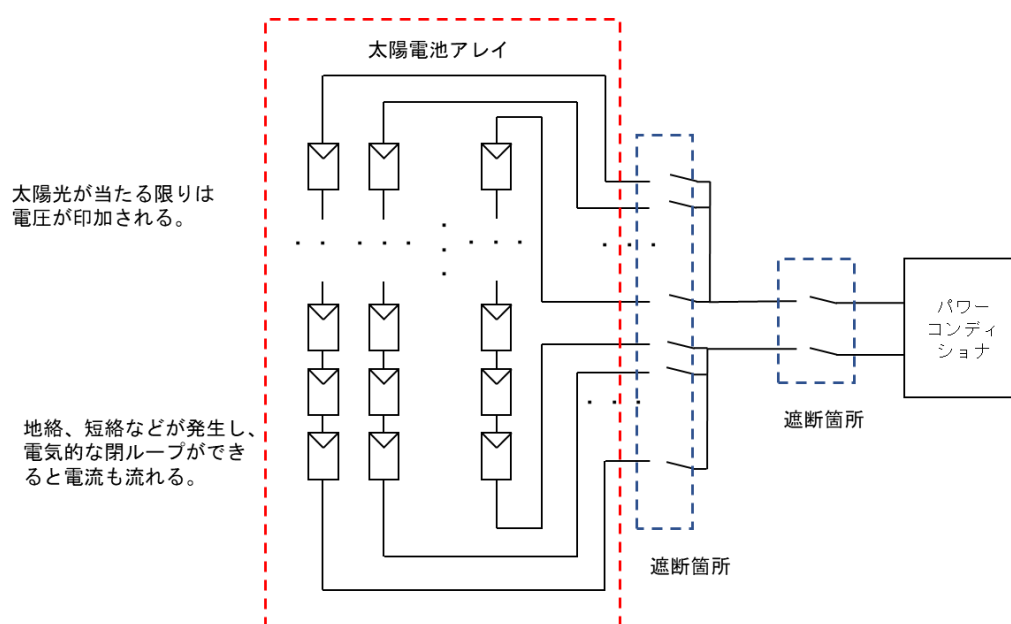 太陽電池アレイ
太陽光が当たる限りは
電圧が印加される。
パワー
コンディ
ショナ
遮断箇所
地絡、短絡などが発生し、
電気的な閉ループができ
ると電流も流れる。
遮断箇所